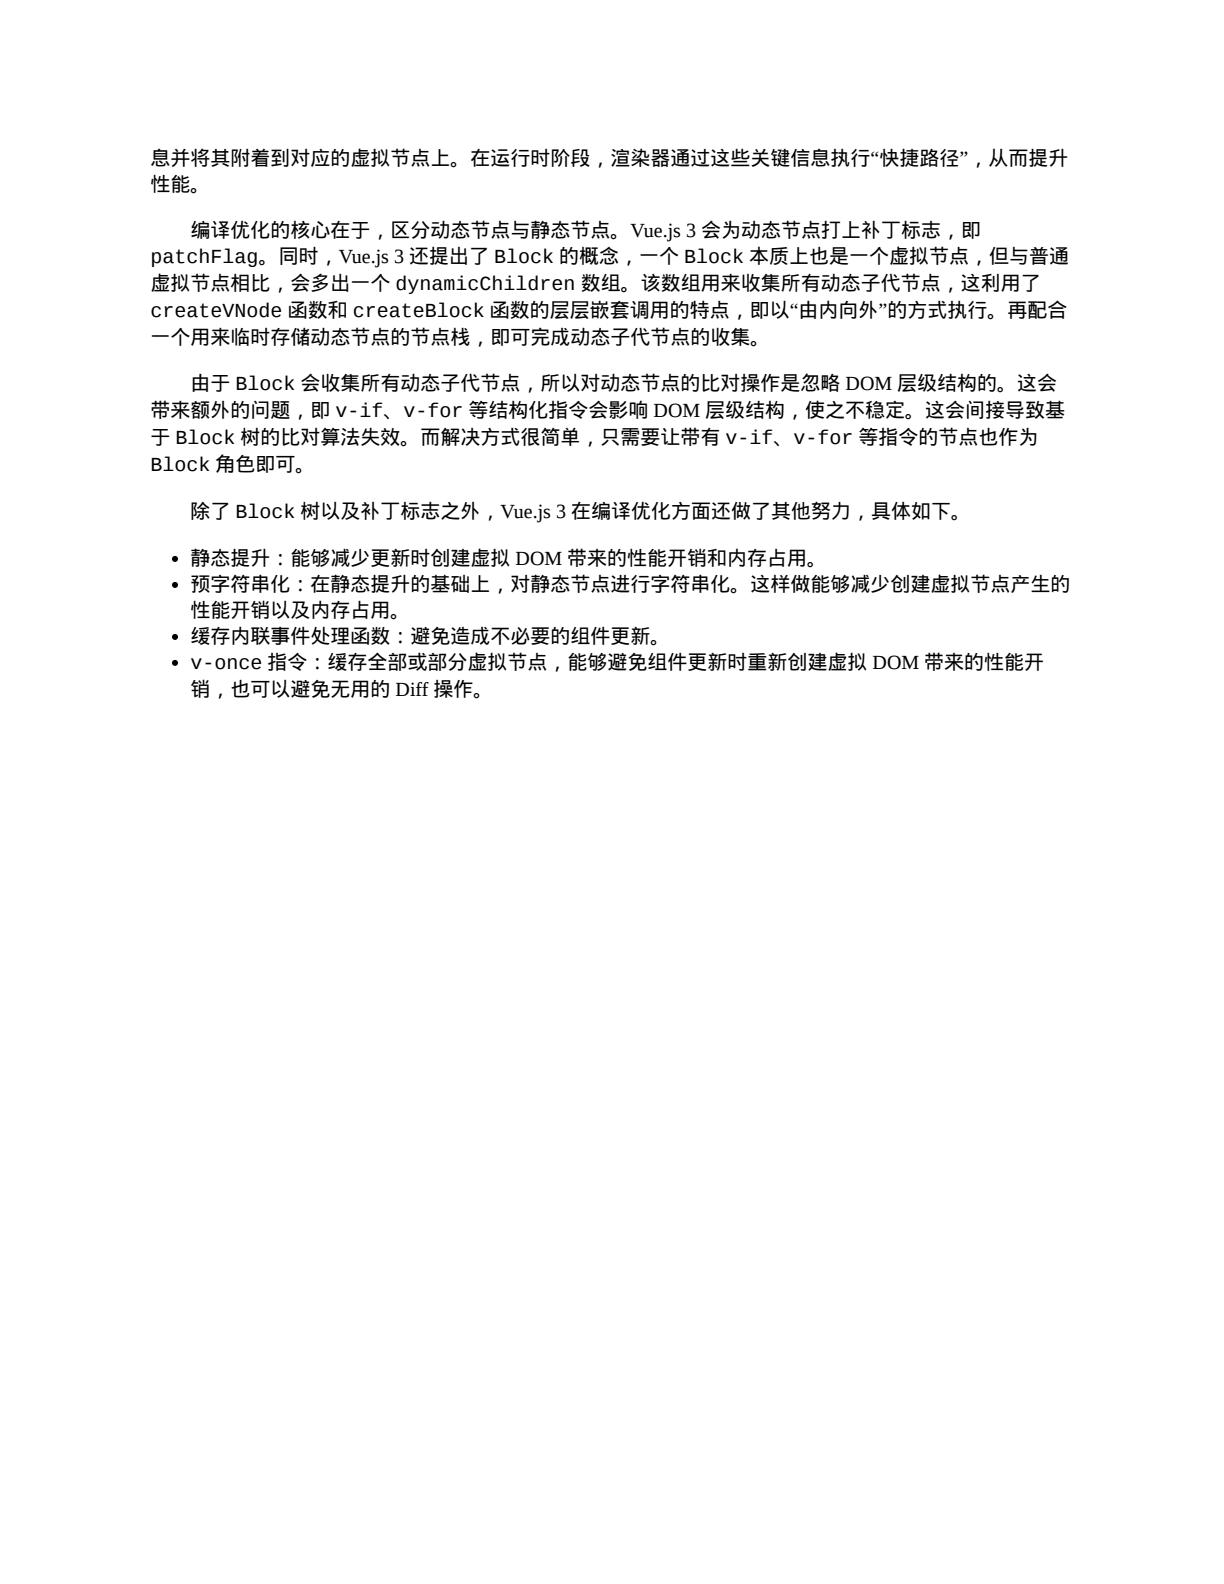 息并将其附着到对应的虚拟节点上。在运行时阶段，渲染器通过这些关键信息执行“快捷路径”，从而提升
性能。
编译优化的核心在于，区分动态节点与静态节点。Vue.js 3 会为动态节点打上补丁标志，即
patchFlag。同时，Vue.js 3 还提出了 Block 的概念，一个 Block 本质上也是一个虚拟节点，但与普通
虚拟节点相比，会多出一个 dynamicChildren 数组。该数组用来收集所有动态子代节点，这利用了
createVNode 函数和 createBlock 函数的层层嵌套调用的特点，即以“由内向外”的方式执行。再配合
一个用来临时存储动态节点的节点栈，即可完成动态子代节点的收集。
由于 Block 会收集所有动态子代节点，所以对动态节点的比对操作是忽略 DOM 层级结构的。这会
带来额外的问题，即 v-if、v-for 等结构化指令会影响 DOM 层级结构，使之不稳定。这会间接导致基
于 Block 树的比对算法失效。而解决方式很简单，只需要让带有 v-if、v-for 等指令的节点也作为
Block 角色即可。
除了 Block 树以及补丁标志之外，Vue.js 3 在编译优化方面还做了其他努力，具体如下。
• 静态提升：能够减少更新时创建虚拟 DOM 带来的性能开销和内存占用。
• 预字符串化：在静态提升的基础上，对静态节点进行字符串化。这样做能够减少创建虚拟节点产生的
性能开销以及内存占用。
• 缓存内联事件处理函数：避免造成不必要的组件更新。
• v-once 指令：缓存全部或部分虚拟节点，能够避免组件更新时重新创建虚拟 DOM 带来的性能开
销，也可以避免无用的 Diff 操作。